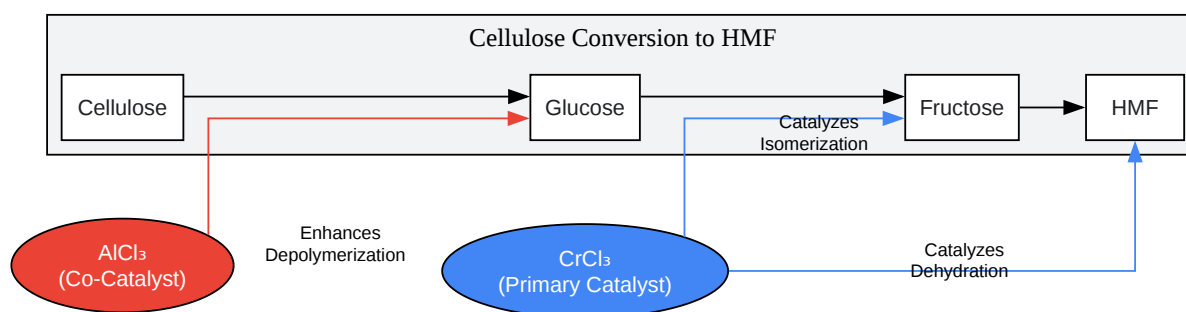 Cellulose Conversion to HMF
Cellulose
Glucose
Fructose
HMF
Catalyzes
Isomerization
Enhances
Depolymerization
AlCl₃
(Co-Catalyst)
CrCl₃
(Primary Catalyst)
Catalyzes
Dehydration